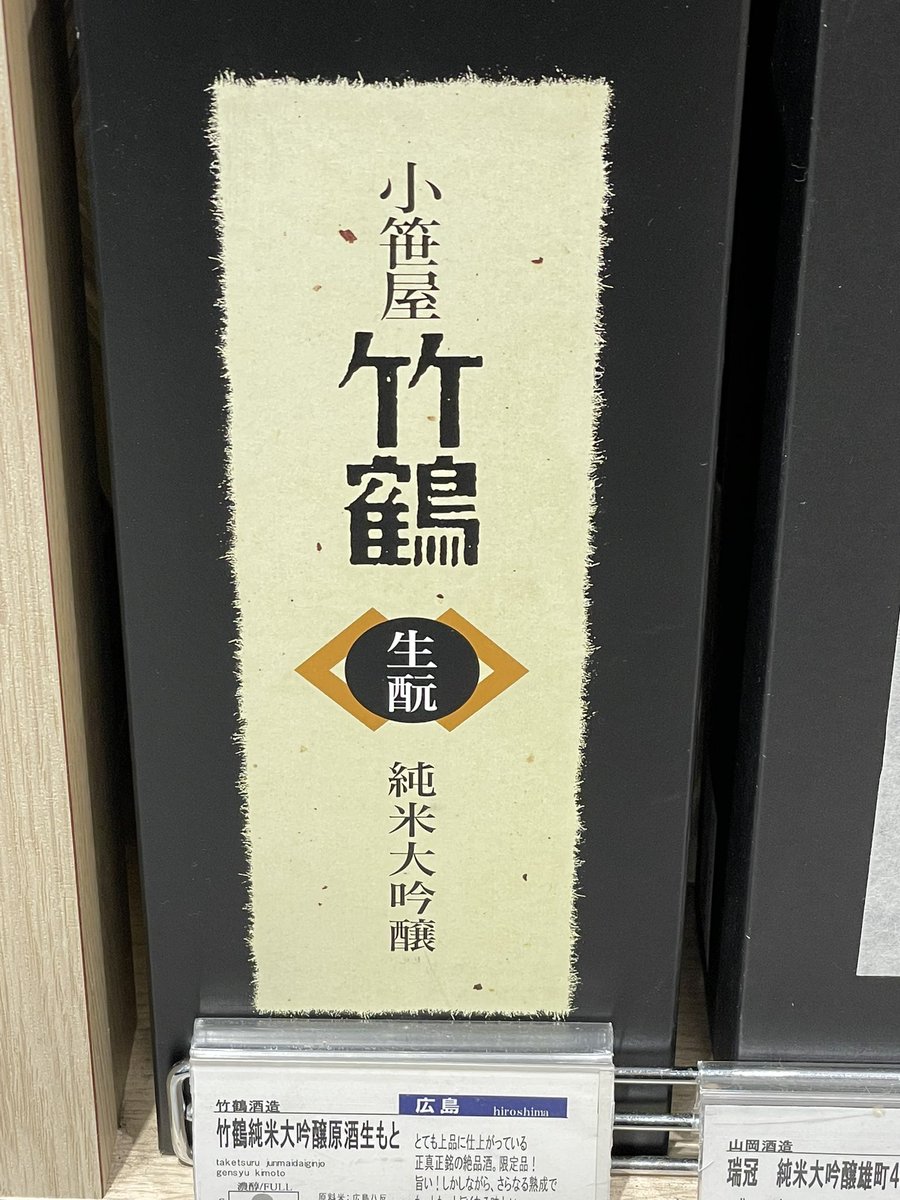 小笹屋
竹鶴
生酛
純米大吟醸
竹鶴酒造
広島 hiroshima
竹鶴純米大吟醸原酒生もと
taketsuru junmaidaiginjo
gensyu kimoto
濃醇/FULL
原料米:広島八反
とても上品に仕上がっている
正真正銘の絶品酒。限定品!
旨い!しかしながら、さらなる熟成で
山岡酒造
瑞冠 純米大吟醸雄町4